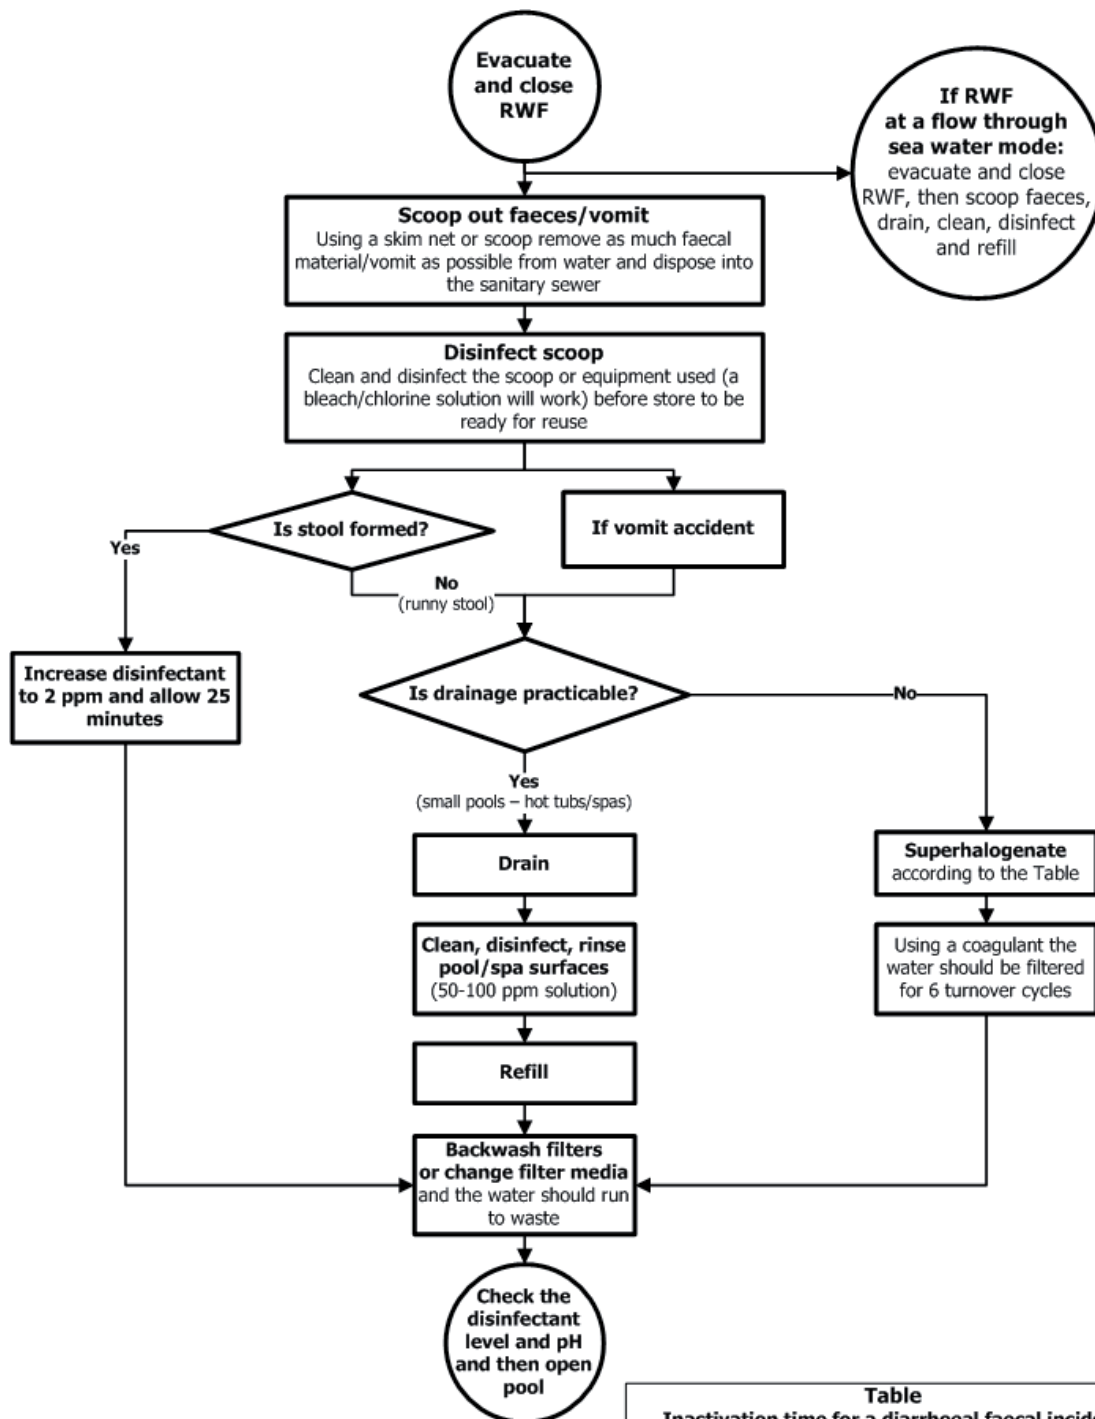 Evacuate
and close
RWF
If RWF
at a flow through
sea water mode:
evacuate and close
RWF, then scoop faeces,
drain, clean, disinfect
and refill
Scoop out faeces/vomit
Using a skim net or scoop remove as much faecal
material/vomit as possible from water and dispose into
the sanitary sewer
Disinfect scoop
Clean and disinfect the scoop or equipment used (a
bleach/chlorine solution will work) before store to be
ready for reuse
Is stool formed?
If vomit accident
Yes
No
(runny stool)
Increase disinfectant
to 2 ppm and allow 25
minutes
Is drainage practicable?
No
Yes
(small pools – hot tubs/spas)
Drain
Superhalogenate
according to the Table
Clean, disinfect, rinse
pool/spa surfaces
(50-100 ppm solution)
Using a coagulant the
water should be filtered
for 6 turnover cycles
Refill
Backwash filters
or change filter media
and the water should run
to waste
Check the
disinfectant
level and pH
and then open
pool
Table
Inactivation time for a diarrhoeal faecal